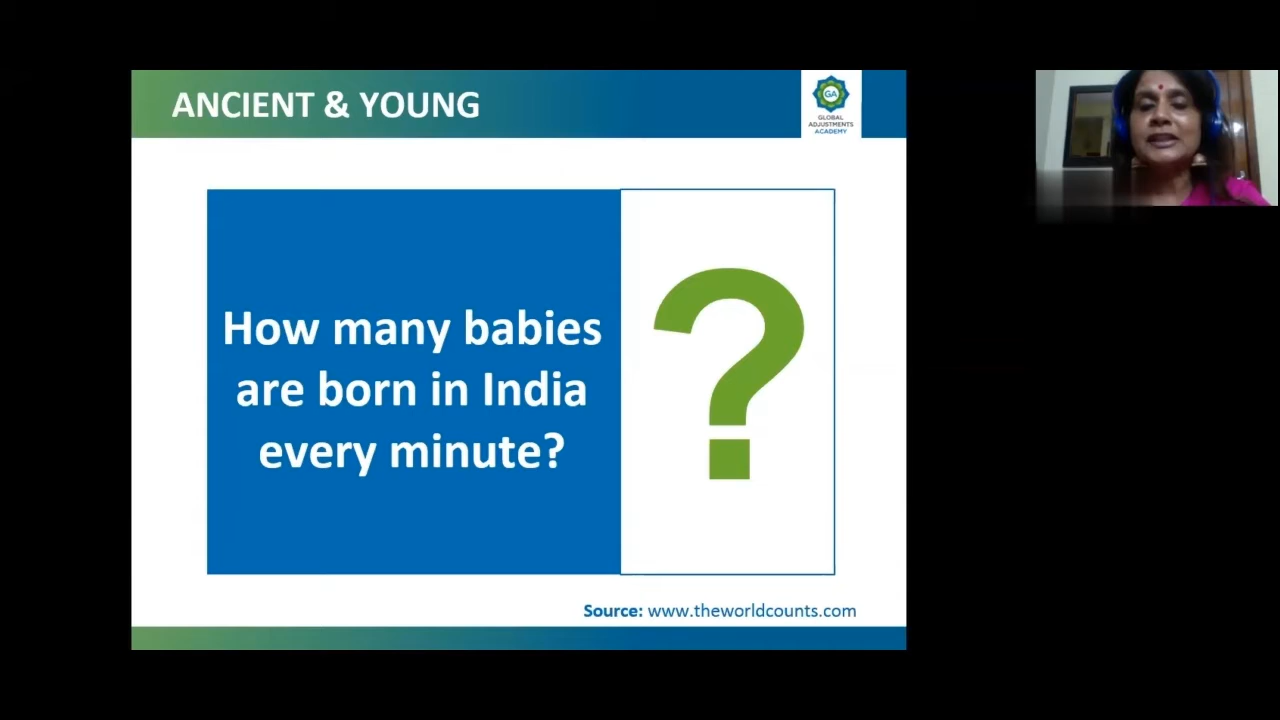 ANCIENT & YOUNG
GA
GLOBAL
ADJUSTMENTS
ACADEMY
How many babies
are born in India
every minute?
?
Source: www.theworldcounts.com